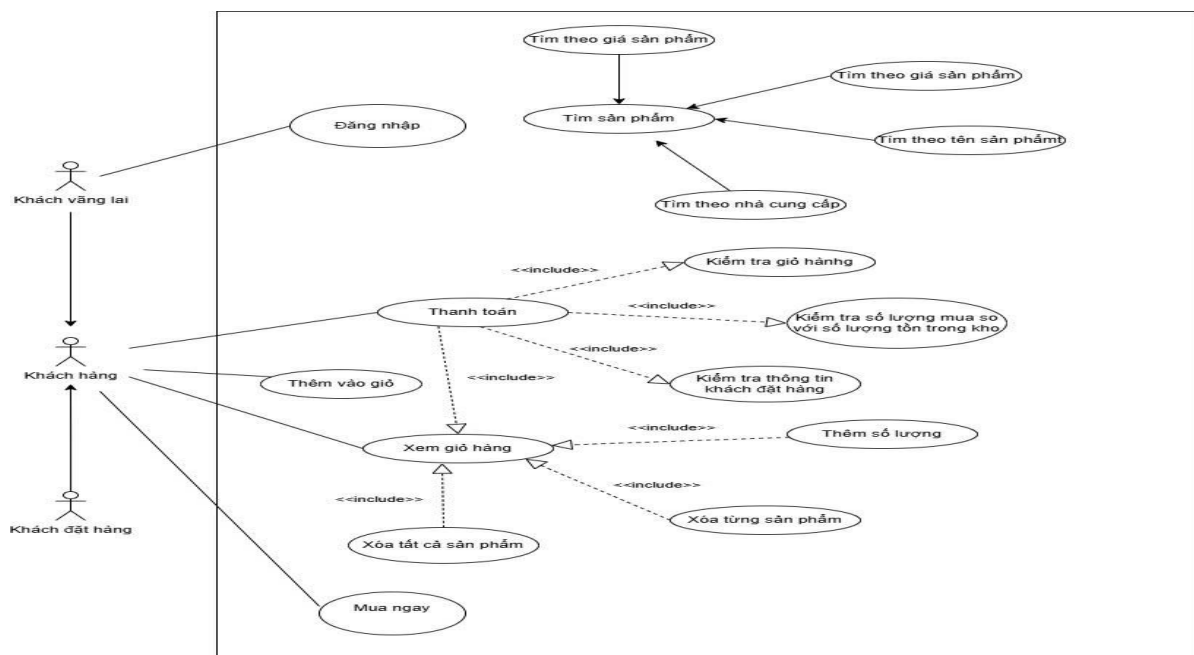 Tìm theo giá sản phẩm
Tìm theo giá sản phẩm
Đăng nhập
Tìm sản phẩm
Tìm theo tên sản phẩmt
Khách vãng lai
Tìm theo nhà cung cấp
Kiểm tra giỏ hànhg
<<include>>
Thanh toán
<<include>>
Kiểm tra số lượng mua so
với số lượng tồn trong kho
<<include>>
Khách hàng
<<include>>
Thêm vào giỏ
Kiểm tra thông tin
khách đặt hàng
<<include>>
Thêm số lượng
Xem giỏ hàng
<<include>>
<<include>>
Khách đặt hàng
Xóa từng sản phẩm
Xóa tất cả sản phẩm
Mua ngay